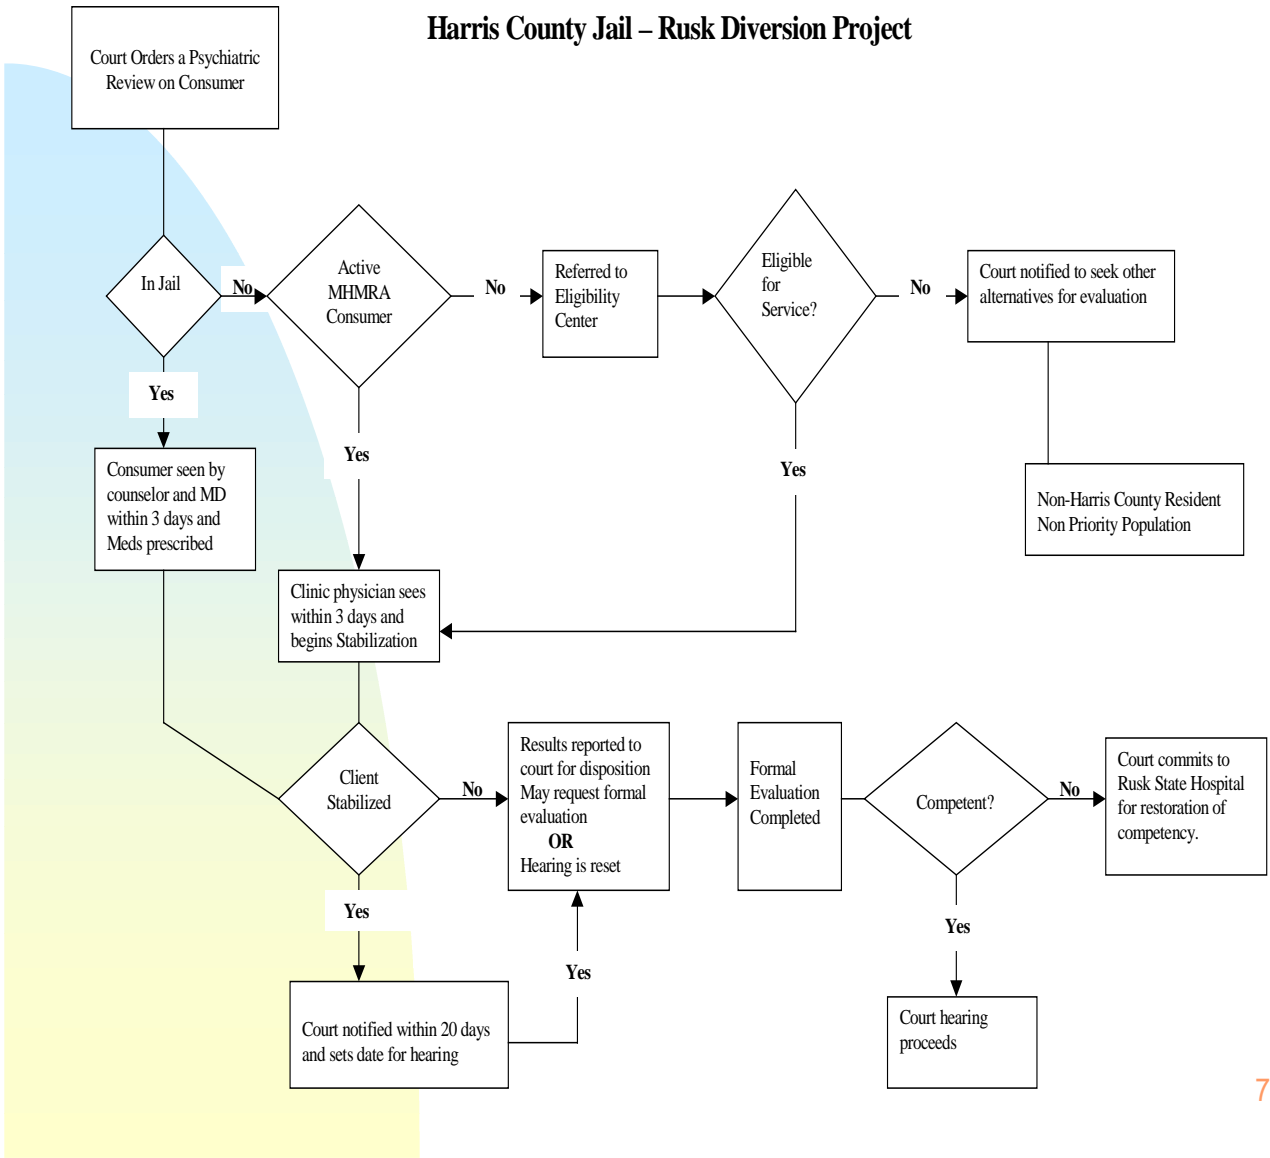 Harris County Jail – Rusk Diversion Project
Court Orders a Psychiatric
Review on Consumer
In Jail
No
Active
MHMRA
Consumer
No
Referred to
Eligibility
Center
Eligible
for
Service?
No
Court notified to seek other
alternatives for evaluation
Yes
Yes
Yes
Consumer seen by
counselor and MD
within 3 days and
Meds prescribed
Non-Harris County Resident
Non Priority Population
Clinic physician sees
within 3 days and
begins Stabilization
Client
Stabilized
No
Results reported to
court for disposition
May request formal
evaluation
OR
Hearing is reset
Formal
Evaluation
Completed
Competent?
No
Court commits to
Rusk State Hospital
for restoration of
competency.
Yes
Yes
Yes
Court notified within 20 days
and sets date for hearing
Court hearing
proceeds
7